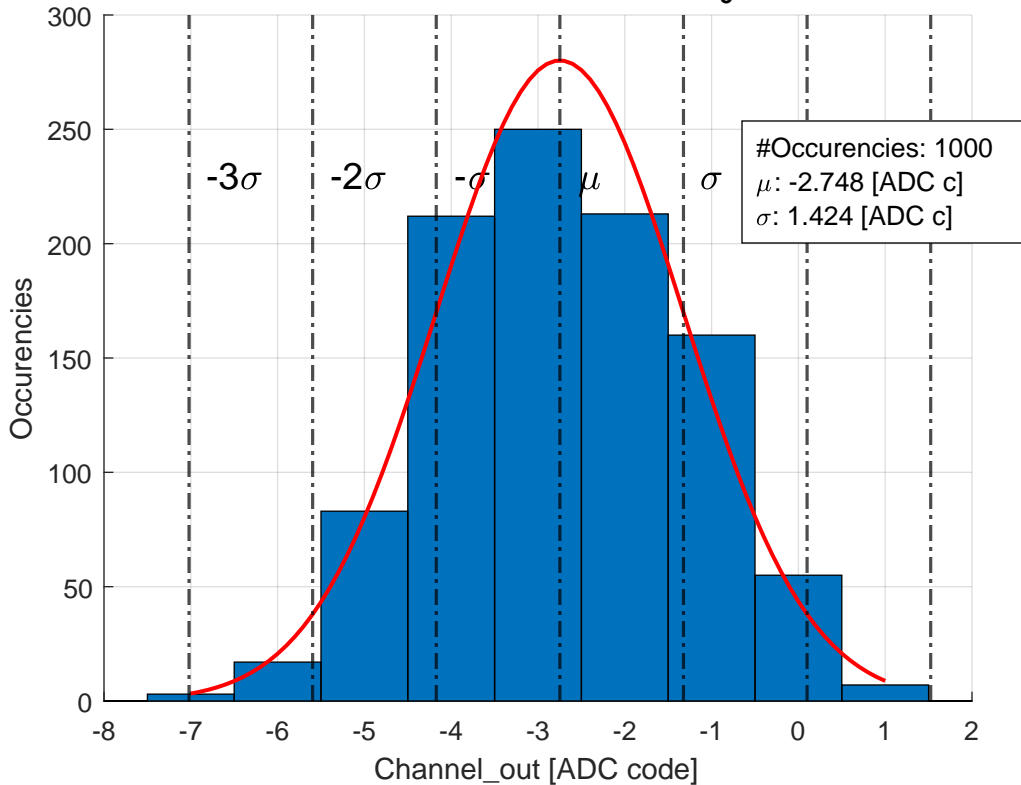 300
250
200
150
100
50
0
-3σ
-2σ
-σ
μ
σ
#Occurencies: 1000
μ: -2.748 [ADC c]
σ: 1.424 [ADC c]
Occurencies
-8 -7 -6 -5 -4 -3 -2 -1 0 1 2
Channel_out [ADC code]